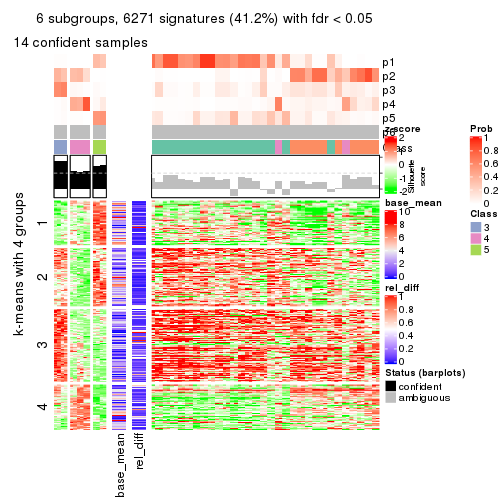 6 subgroups, 6271 signatures (41.2%) with fdr < 0.05
14 confident samples
p1
p2
p3
p4
p5
p6
Class
z-score
2
1
0
-1
-2
Silhouette
score
Prob
1
0.8
0.6
0.4
0.2
0
base_mean
10
8
6
4
2
0
Class
3
4
5
rel_diff
1
0.8
0.6
0.4
0.2
0
Status (barplots)
confident
ambiguous
k-means with 4 groups
1
2
3
4
base_mean
rel_diff